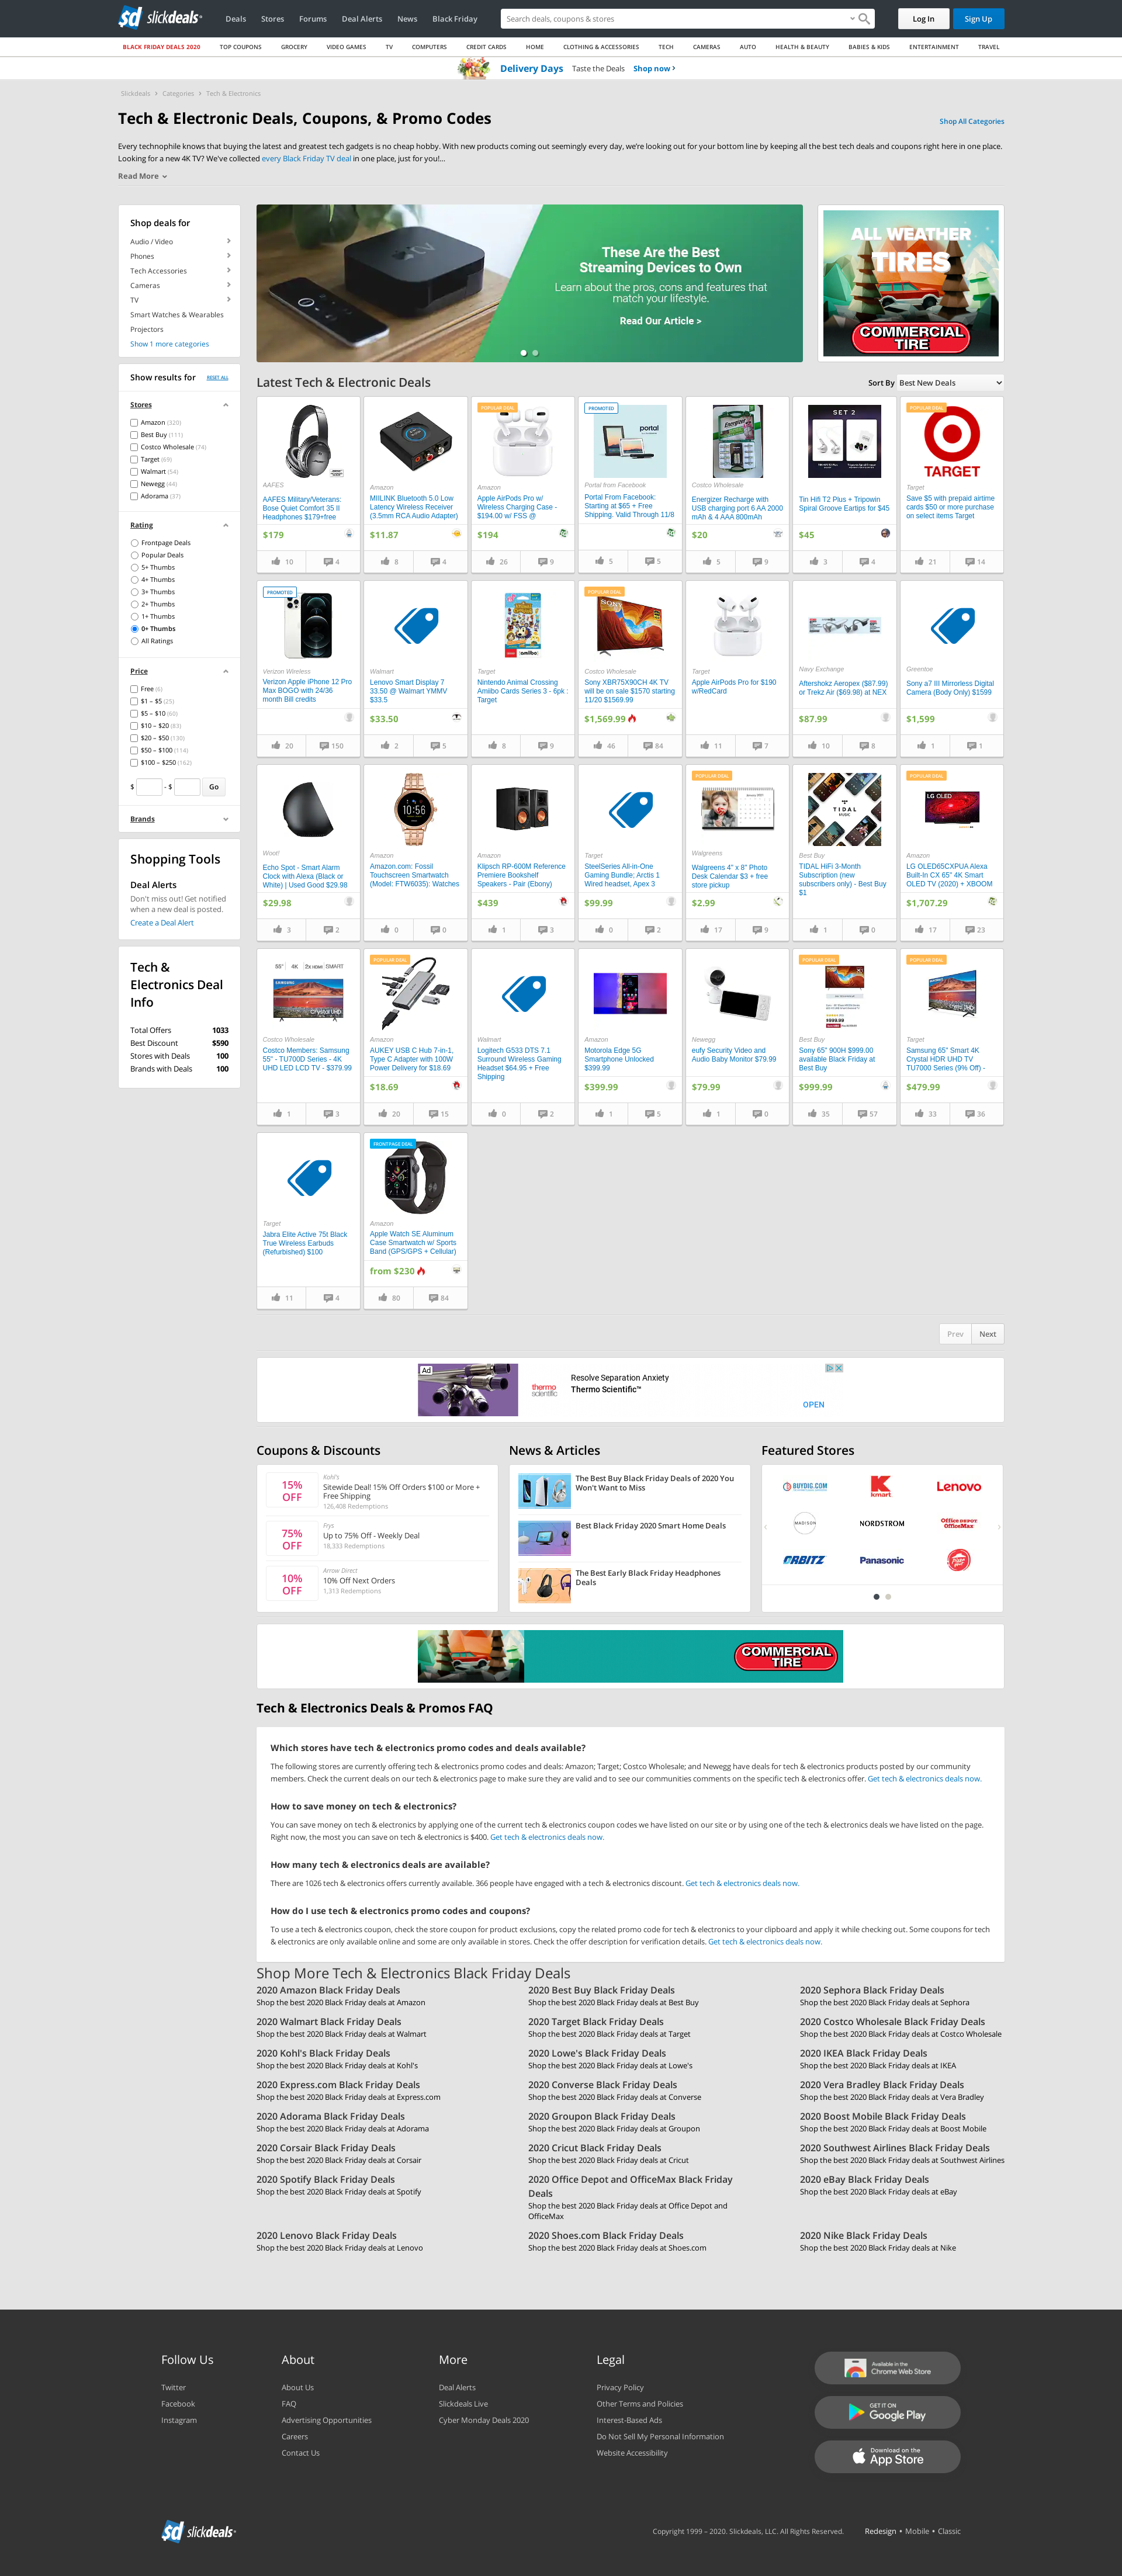 slickdeals
Deals
Stores
Forums
Deal Alerts
News
Black Friday
Search deals, coupons & stores
Log In
Sign Up
BLACK FRIDAY DEALS 2020
TOP COUPONS
GROCERY
VIDEO GAMES
TV
COMPUTERS
CREDIT CARDS
HOME
CLOTHING & ACCESSORIES
TECH
CAMERAS
AUTO
HEALTH & BEAUTY
BABIES & KIDS
ENTERTAINMENT
TRAVEL
Delivery Days Taste the Deals Shop now
Slickdeals > Categories > Tech & Electronics
Tech & Electronic Deals, Coupons, & Promo Codes
Shop All Categories
Every technophile knows that buying the latest and greatest tech gadgets is no cheap hobby. With new products coming out seemingly every day, we're looking out for your bottom line by keeping all the best tech deals and coupons right here in one place.
Looking for a new 4K TV? We've collected every Black Friday TV deal in one place, just for you!...
Read More
Shop deals for
Audio / Video
Phones
Tech Accessories
Cameras
TV
Smart Watches & Wearables
Projectors
Show 1 more categories
Show results for RESET ALL
Stores
Amazon (320)
Best Buy (111)
Costco Wholesale (74)
Target (69)
Walmart (54)
Newegg (44)
Adorama (37)
Rating
Frontpage Deals
Popular Deals
5+ Thumbs
4+ Thumbs
3+ Thumbs
2+ Thumbs
1+ Thumbs
0+ Thumbs
All Ratings
Price
Free (6)
$1 – $5 (25)
$5 – $10 (60)
$10 – $20 (83)
$20 – $50 (130)
$50 – $100 (114)
$100 – $250 (162)
$ - $ Go
Brands
Shopping Tools
Deal Alerts
Don't miss out! Get notified
when a new deal is posted.
Create a Deal Alert
Tech &
Electronics Deal
Info
Total Offers 1033
Best Discount $590
Stores with Deals 100
Brands with Deals 100
These Are the Best
Streaming Devices to Own
Learn about the pros, cons and features that
match your lifestyle.
Read Our Article >
ALL WEATHER
TIRES
COMMERCIAL
TIRE
Latest Tech & Electronic Deals
Sort By Best New Deals
AAFES
AAFES Military/Veterans:
Bose Quiet Comfort 35 II
Headphones $179+free
$179
10 4
Amazon
MIILINK Bluetooth 5.0 Low
Latency Wireless Receiver
(3.5mm RCA Audio Adapter)
$11.87
8 4
POPULAR DEAL
Amazon
Apple AirPods Pro w/
Wireless Charging Case -
$194.00 w/ FSS @
$194
26 9
PROMOTED
portal
Portal from Facebook
Portal From Facebook:
Starting at $65 + Free
Shipping. Valid Through 11/8
5 5
Costco Wholesale
Energizer Recharge with
USB charging port 6 AA 2000
mAh & 4 AAA 800mAh
$20
5 9
SET 2
Tin Hifi T2 Plus + Tripowin
Spiral Groove Eartips for $45
$45
3 4
POPULAR DEAL
TARGET
Target
Save $5 with prepaid airtime
cards $50 or more purchase
on select items Target
21 14
PROMOTED
Verizon Wireless
Verizon Apple iPhone 12 Pro
Max BOGO with 24/36
month Bill credits
20 150
Walmart
Lenovo Smart Display 7
33.50 @ Walmart YMMV
$33.5
$33.50
2 5
amiibo
Target
Nintendo Animal Crossing
Amiibo Cards Series 3 - 6pk :
Target
8 9
POPULAR DEAL
SONY
Costco Wholesale
Sony XBR75X90CH 4K TV
will be on sale $1570 starting
11/20 $1569.99
$1,569.99
46 84
Target
Apple AirPods Pro for $190
w/RedCard
11 7
Navy Exchange
Aftershokz Aeropex ($87.99)
or Trekz Air ($69.98) at NEX
$87.99
10 8
Greentoe
Sony a7 III Mirrorless Digital
Camera (Body Only) $1599
$1,599
1 1
Woot!
Echo Spot - Smart Alarm
Clock with Alexa (Black or
White) | Used Good $29.98
$29.98
3 2
Amazon
Amazon.com: Fossil
Touchscreen Smartwatch
(Model: FTW6035): Watches
0 0
Amazon
Klipsch RP-600M Reference
Premiere Bookshelf
Speakers - Pair (Ebony)
$439
1 3
Target
SteelSeries All-in-One
Gaming Bundle; Arctis 1
Wired headset, Apex 3
$99.99
0 2
POPULAR DEAL
Walgreens
Walgreens 4" x 8" Photo
Desk Calendar $3 + free
store pickup
$2.99
17 9
TIDAL
MUSIC
Best Buy
TIDAL HiFi 3-Month
Subscription (new
subscribers only) - Best Buy
$1
1 0
POPULAR DEAL
LG OLED
Amazon
LG OLED65CXPUA Alexa
Built-In CX 65" 4K Smart
OLED TV (2020) + XBOOM
$1,707.29
17 23
55" 4K 2x HDMI SMART
SAMSUNG
Crystal UHD
Costco Wholesale
Costco Members: Samsung
55" - TU700D Series - 4K
UHD LED LCD TV - $379.99
1 3
POPULAR DEAL
Amazon
AUKEY USB C Hub 7-in-1,
Type C Adapter with 100W
Power Delivery for $18.69
$18.69
20 15
Walmart
Logitech G533 DTS 7.1
Surround Wireless Gaming
Headset $64.95 + Free
Shipping
0 2
Amazon
Motorola Edge 5G
Smartphone Unlocked
$399.99
$399.99
1 5
Newegg
eufy Security Video and
Audio Baby Monitor $79.99
$79.99
1 0
POPULAR DEAL
$999.99
Best Buy
Sony 65" 900H $999.00
available Black Friday at
Best Buy
$999.99
35 57
POPULAR DEAL
Target
Samsung 65" Smart 4K
Crystal HDR UHD TV
TU7000 Series (9% Off) -
$479.99
33 36
Target
Jabra Elite Active 75t Black
True Wireless Earbuds
(Refurbished) $100
11 4
FRONTPAGE DEAL
Amazon
Apple Watch SE Aluminum
Case Smartwatch w/ Sports
Band (GPS/GPS + Cellular)
from $230
80 84
Prev Next
Ad
thermo
scientific
Resolve Separation Anxiety
Thermo Scientific™
OPEN
Coupons & Discounts
15%
OFF
Kohl's
Sitewide Deal! 15% Off Orders $100 or More +
Free Shipping
126,408 Redemptions
75%
OFF
Frys
Up to 75% Off - Weekly Deal
18,333 Redemptions
10%
OFF
Arrow Direct
10% Off Next Orders
1,313 Redemptions
News & Articles
The Best Buy Black Friday Deals of 2020 You
Won't Want to Miss
Best Black Friday 2020 Smart Home Deals
The Best Early Black Friday Headphones
Deals
Featured Stores
BUYDIG.COM
kmart
Lenovo
MADISON
NORDSTROM
Office DEPOT
OfficeMax
ORBITZ
Panasonic
COMMERCIAL
TIRE
Tech & Electronics Deals & Promos FAQ
Which stores have tech & electronics promo codes and deals available?
The following stores are currently offering tech & electronics promo codes and deals: Amazon; Target; Costco Wholesale; and Newegg have deals for tech & electronics products posted by our community
members. Check the current deals on our tech & electronics page to make sure they are valid and to see our communities comments on the specific tech & electronics offer. Get tech & electronics deals now.
How to save money on tech & electronics?
You can save money on tech & electronics by applying one of the current tech & electronics coupon codes we have listed on our site or by using one of the tech & electronics deals we have listed on the page.
Right now, the most you can save on tech & electronics is $400. Get tech & electronics deals now.
How many tech & electronics deals are available?
There are 1026 tech & electronics offers currently available. 366 people have engaged with a tech & electronics discount. Get tech & electronics deals now.
How do I use tech & electronics promo codes and coupons?
To use a tech & electronics coupon, check the store coupon for product exclusions, copy the related promo code for tech & electronics to your clipboard and apply it while checking out. Some coupons for tech
& electronics are only available online and some are only available in stores. Check the offer description for verification details. Get tech & electronics deals now.
Shop More Tech & Electronics Black Friday Deals
2020 Amazon Black Friday Deals
Shop the best 2020 Black Friday deals at Amazon
2020 Best Buy Black Friday Deals
Shop the best 2020 Black Friday deals at Best Buy
2020 Sephora Black Friday Deals
Shop the best 2020 Black Friday deals at Sephora
2020 Walmart Black Friday Deals
Shop the best 2020 Black Friday deals at Walmart
2020 Target Black Friday Deals
Shop the best 2020 Black Friday deals at Target
2020 Costco Wholesale Black Friday Deals
Shop the best 2020 Black Friday deals at Costco Wholesale
2020 Kohl's Black Friday Deals
Shop the best 2020 Black Friday deals at Kohl's
2020 Lowe's Black Friday Deals
Shop the best 2020 Black Friday deals at Lowe's
2020 IKEA Black Friday Deals
Shop the best 2020 Black Friday deals at IKEA
2020 Express.com Black Friday Deals
Shop the best 2020 Black Friday deals at Express.com
2020 Converse Black Friday Deals
Shop the best 2020 Black Friday deals at Converse
2020 Vera Bradley Black Friday Deals
Shop the best 2020 Black Friday deals at Vera Bradley
2020 Adorama Black Friday Deals
Shop the best 2020 Black Friday deals at Adorama
2020 Groupon Black Friday Deals
Shop the best 2020 Black Friday deals at Groupon
2020 Boost Mobile Black Friday Deals
Shop the best 2020 Black Friday deals at Boost Mobile
2020 Corsair Black Friday Deals
Shop the best 2020 Black Friday deals at Corsair
2020 Cricut Black Friday Deals
Shop the best 2020 Black Friday deals at Cricut
2020 Southwest Airlines Black Friday Deals
Shop the best 2020 Black Friday deals at Southwest Airlines
2020 Spotify Black Friday Deals
Shop the best 2020 Black Friday deals at Spotify
2020 Office Depot and OfficeMax Black Friday
Deals
Shop the best 2020 Black Friday deals at Office Depot and
OfficeMax
2020 eBay Black Friday Deals
Shop the best 2020 Black Friday deals at eBay
2020 Lenovo Black Friday Deals
Shop the best 2020 Black Friday deals at Lenovo
2020 Shoes.com Black Friday Deals
Shop the best 2020 Black Friday deals at Shoes.com
2020 Nike Black Friday Deals
Shop the best 2020 Black Friday deals at Nike
Follow Us
Twitter
Facebook
Instagram
About
About Us
FAQ
Advertising Opportunities
Careers
Contact Us
More
Deal Alerts
Slickdeals Live
Cyber Monday Deals 2020
Legal
Privacy Policy
Other Terms and Policies
Interest-Based Ads
Do Not Sell My Personal Information
Website Accessibility
Available in the
Chrome Web Store
GET IT ON
Google Play
Download on the
App Store
slickdeals
Copyright 1999 – 2020. Slickdeals, LLC. All Rights Reserved.
Redesign • Mobile • Classic